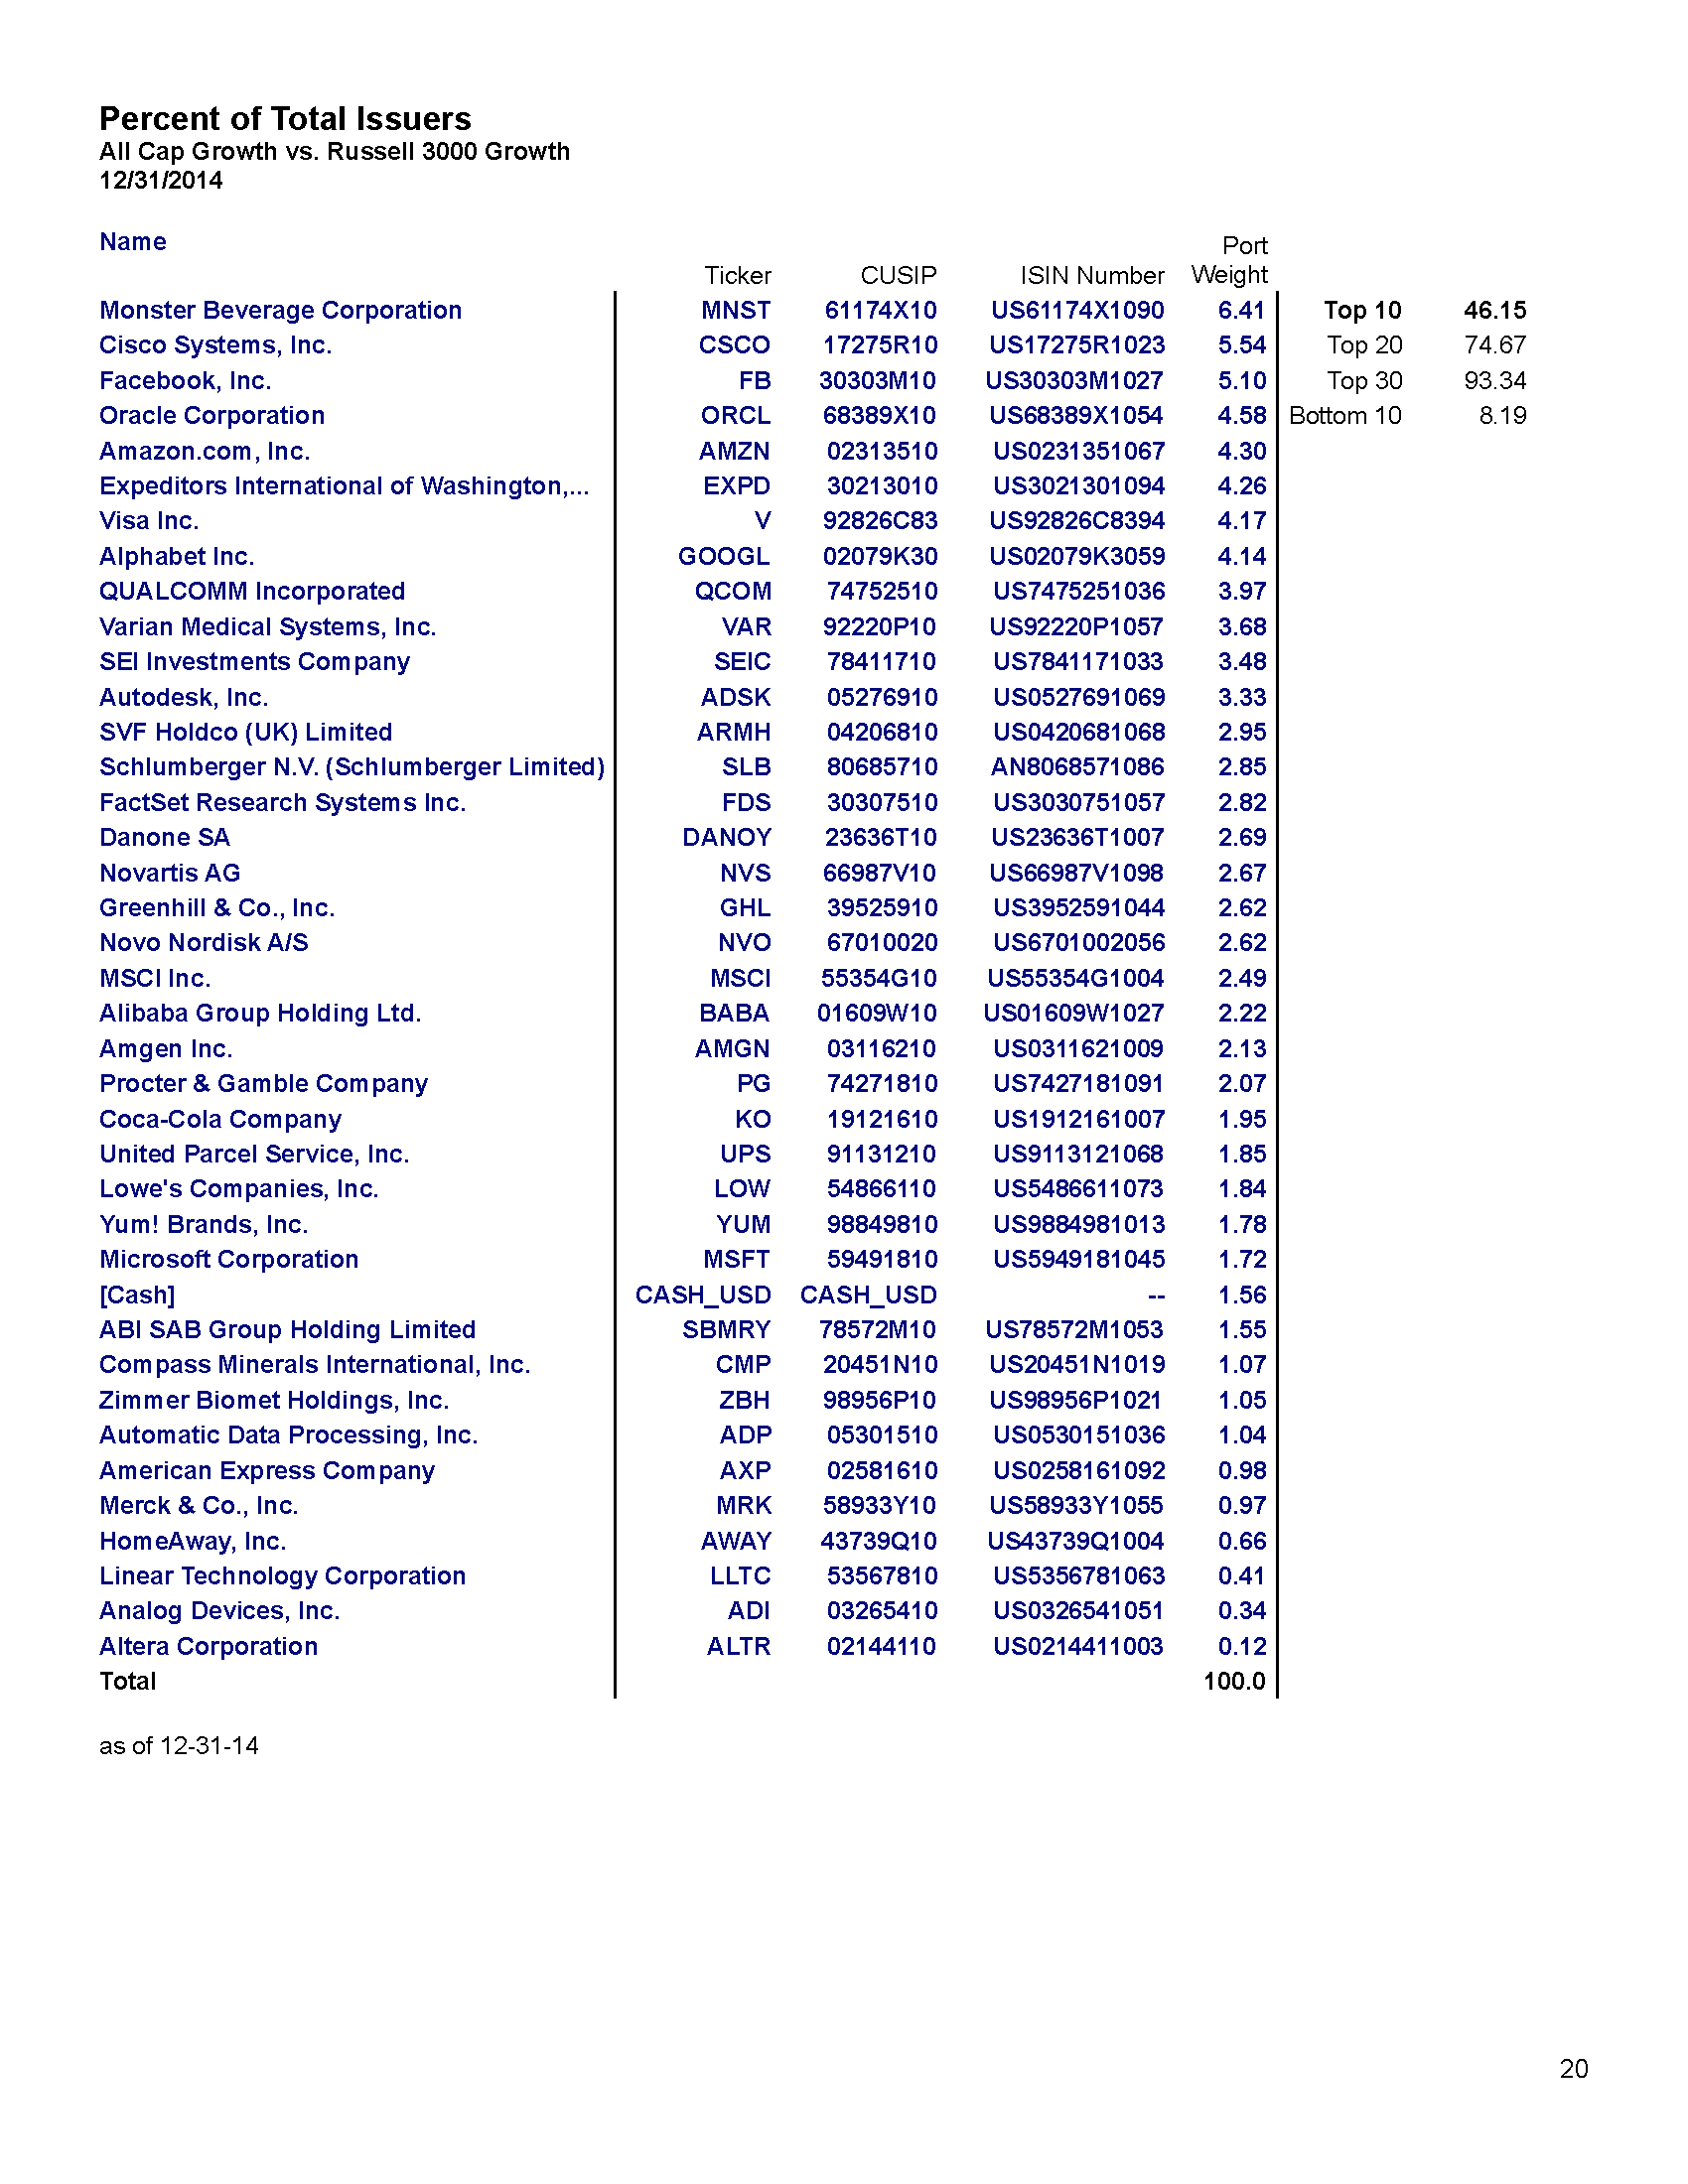 Percent of Total Issuers
All Cap Growth vs. Russell 3000 Growth
12/31/2014
Name Ticker CUSIP ISIN Number Port Weight
Monster Beverage Corporation MNST 61174X10 US61174X1090 6.41 Top 10 46.15
Cisco Systems, Inc. CSCO 17275R10 US17275R1023 5.54 Top 20 74.67
Facebook, Inc. FB 30303M10 US30303M1027 5.10 Top 30 93.34
Oracle Corporation ORCL 68389X10 US68389X1054 4.58 Bottom 10 8.19
Amazon.com, Inc. AMZN 02313510 US0231351067 4.30
Expeditors International of Washington,... EXPD 30213010 US3021301094 4.26
Visa Inc. V 92826C83 US92826C8394 4.17
Alphabet Inc. GOOGL 02079K30 US02079K3059 4.14
QUALCOMM Incorporated QCOM 74752510 US7475251036 3.97
Varian Medical Systems, Inc. VAR 92220P10 US92220P1057 3.68
SEI Investments Company SEIC 78411710 US7841171033 3.48
Autodesk, Inc. ADSK 05276910 US0527691069 3.33
SVF Holdco (UK) Limited ARMH 04206810 US0420681068 2.95
Schlumberger N.V. (Schlumberger Limited) SLB 80685710 AN8068571086 2.85
FactSet Research Systems Inc. FDS 30307510 US3030751057 2.82
Danone SA DANOY 23636T10 US23636T1007 2.69
Novartis AG NVS 66987V10 US66987V1098 2.67
Greenhill & Co., Inc. GHL 39525910 US3952591044 2.62
Novo Nordisk A/S NVO 67010020 US6701002056 2.62
MSCI Inc. MSCI 55354G10 US55354G1004 2.49
Alibaba Group Holding Ltd. BABA 01609W10 US01609W1027 2.22
Amgen Inc. AMGN 03116210 US0311621009 2.13
Procter & Gamble Company PG 74271810 US7427181091 2.07
Coca-Cola Company KO 19121610 US1912161007 1.95
United Parcel Service, Inc. UPS 91131210 US9113121068 1.85
Lowe's Companies, Inc. LOW 54866110 US5486611073 1.84
Yum! Brands, Inc. YUM 98849810 US9884981013 1.78
Microsoft Corporation MSFT 59491810 US5949181045 1.72
[Cash] CASH_USD CASH_USD -- 1.56
ABI SAB Group Holding Limited SBMRY 78572M10 US78572M1053 1.55
Compass Minerals International, Inc. CMP 20451N10 US20451N1019 1.07
Zimmer Biomet Holdings, Inc. ZBH 98956P10 US98956P1021 1.05
Automatic Data Processing, Inc. ADP 05301510 US0530151036 1.04
American Express Company AXP 02581610 US0258161092 0.98
Merck & Co., Inc. MRK 58933Y10 US58933Y1055 0.97
HomeAway, Inc. AWAY 43739Q10 US43739Q1004 0.66
Linear Technology Corporation LLTC 53567810 US5356781063 0.41
Analog Devices, Inc. ADI 03265410 US0326541051 0.34
Altera Corporation ALTR 02144110 US0214411003 0.12
Total 100.0
as of 12-31-14
20